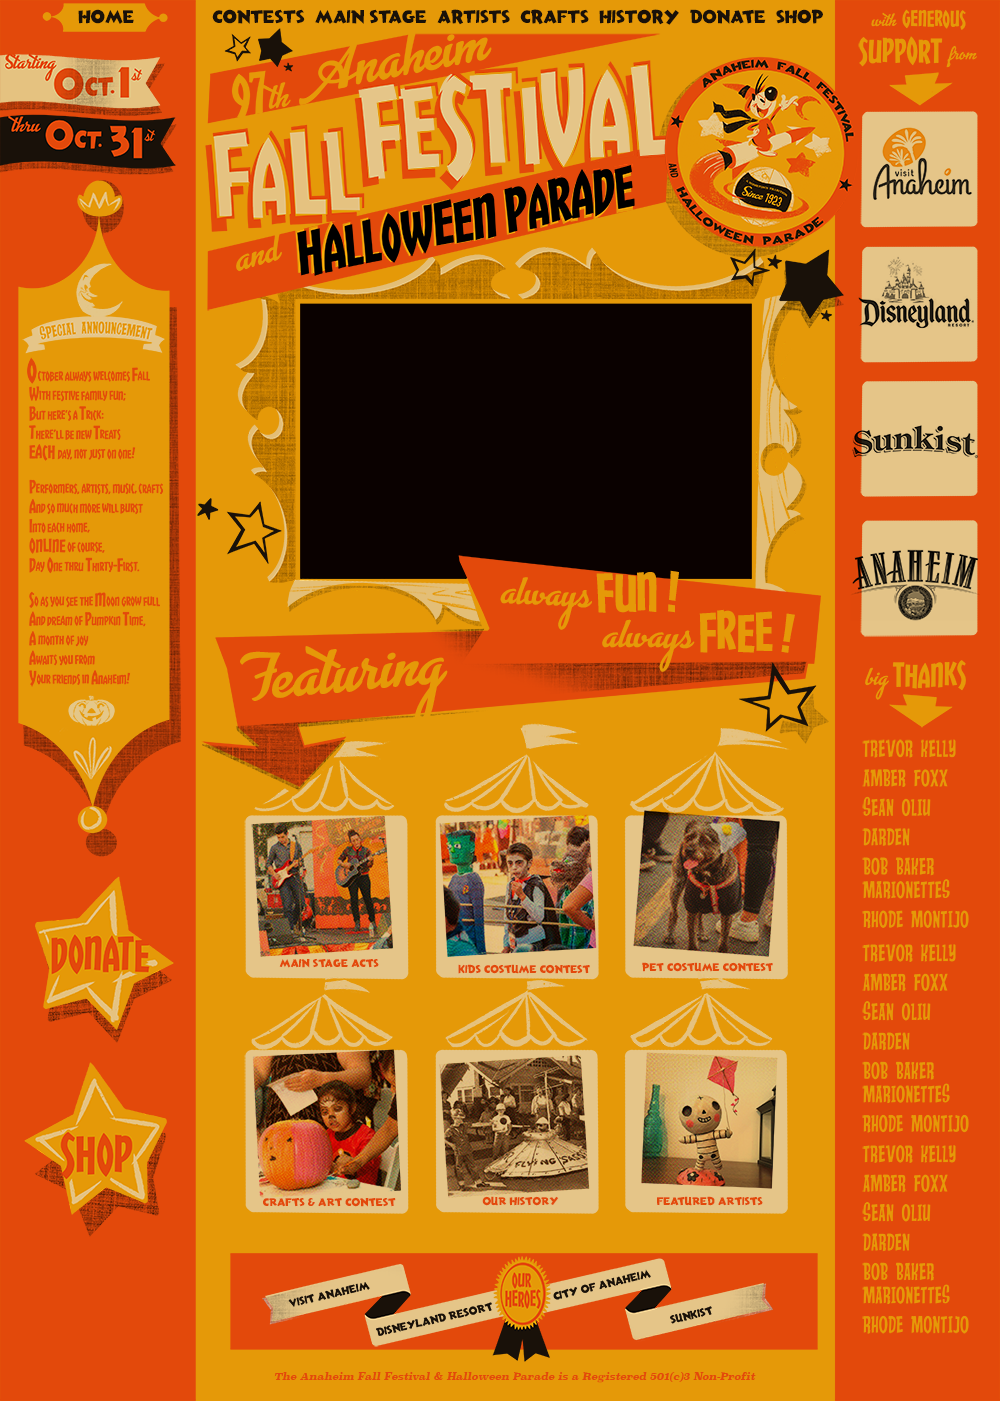 HOME
CONTESTS MAIN STAGE ARTISTS CRAFTS HISTORY DONATE SHOP
Starting
OCT. 1st
thru OCT. 31st
SPECIAL ANNOUNCEMENT
OCTOBER ALWAYS WELCOMES FALL
WITH FESTIVE FAMILY FUN;
BUT HERE'S A TRICK:
THERE'LL BE NEW TREATS
EACH DAY, NOT JUST ON ONE!
PERFORMERS, ARTISTS, MUSIC, CRAFTS
AND SO MUCH MORE WILL BURST
INTO EACH HOME,
ONLINE OF COURSE,
DAY ONE THRU THIRTY-FIRST.
SO AS YOU SEE THE MOON GROW FULL
AND DREAM OF PUMPKIN TIME,
A MONTH OF JOY
AWAITS YOU FROM
YOUR FRIENDS IN ANAHEIM!
DONATE
SHOP
97th Anaheim
FALL FESTIVAL
and HALLOWEEN PARADE
ANAHEIM FALL FESTIVAL
AND HALLOWEEN PARADE
Since 1923
always FUN!
always FREE!
Featuring
MAIN STAGE ACTS
KIDS COSTUME CONTEST
PET COSTUME CONTEST
FLYING
CRAFTS & ART CONTEST
OUR HISTORY
FEATURED ARTISTS
VISIT ANAHEIM
DISNEYLAND RESORT
OUR
HEROES
CITY OF ANAHEIM
SUNKIST
The Anaheim Fall Festival & Halloween Parade is a Registered 501(c)3 Non-Profit
with GENEROUS
SUPPORT from
visit
Anaheim
Disneyland
RESORT
Sunkist
ANAHEIM
big THANKS
TREVOR KELLY
AMBER FOXX
SEAN OLIU
DARDEN
BOB BAKER
MARIONETTES
RHODE MONTIJO
TREVOR KELLY
AMBER FOXX
SEAN OLIU
DARDEN
BOB BAKER
MARIONETTES
RHODE MONTIJO
TREVOR KELLY
AMBER FOXX
SEAN OLIU
DARDEN
BOB BAKER
MARIONETTES
RHODE MONTIJO